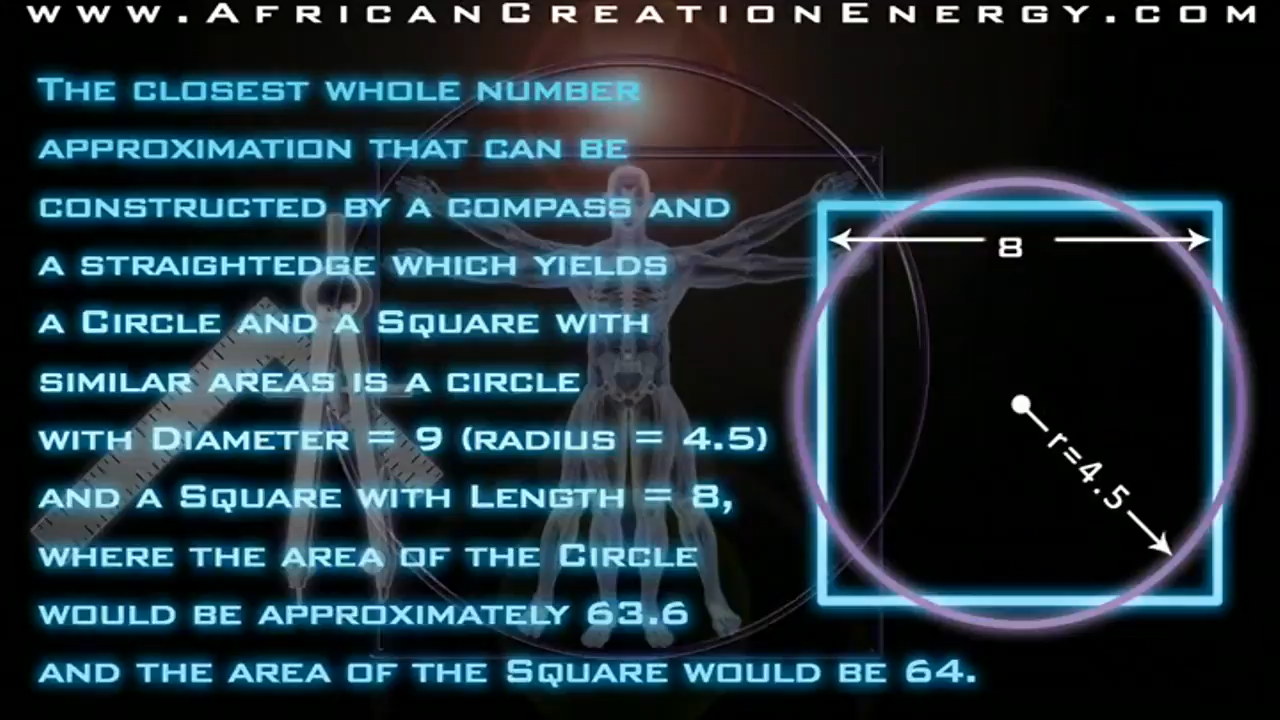 www.AfricanCreationEnergy.com
The closest whole number
approximation that can be
constructed by a compass and
a straightedge which yields
a Circle and a Square with
similar areas is a circle
with Diameter = 9 (radius = 4.5)
and a Square with Length = 8,
where the area of the Circle
would be approximately 63.6
and the area of the Square would be 64.
8
r=4.5